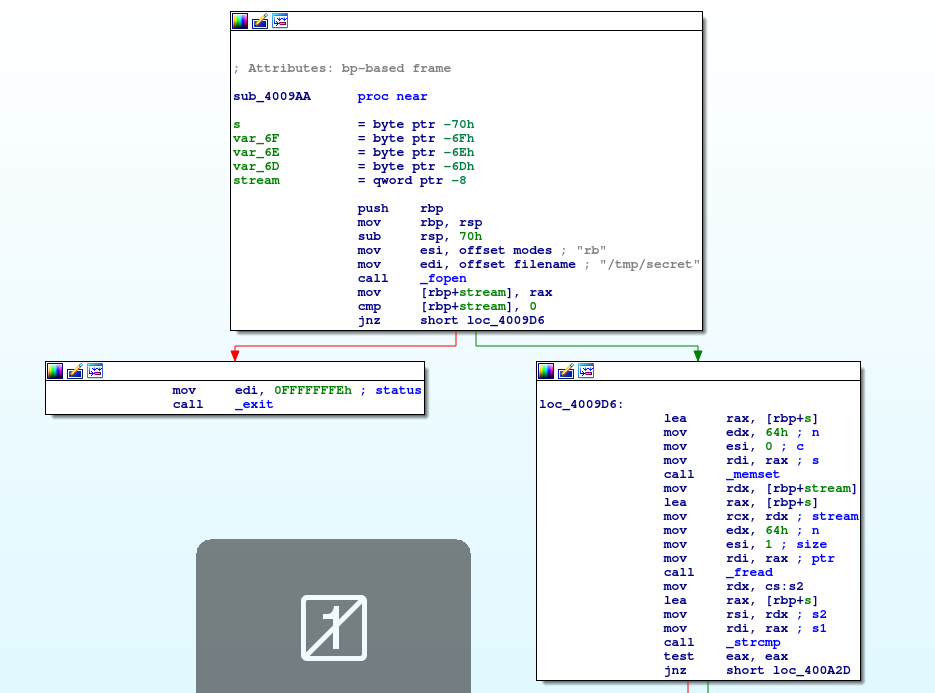 ; Attributes: bp-based frame
sub_4009AA proc near
s = byte ptr -70h
var_6F = byte ptr -6Fh
var_6E = byte ptr -6Eh
var_6D = byte ptr -6Dh
stream = qword ptr -8
push rbp
mov rbp, rsp
sub rsp, 70h
mov esi, offset modes ; "rb"
mov edi, offset filename ; "/tmp/secret"
call _fopen
mov [rbp+stream], rax
cmp [rbp+stream], 0
jnz short loc_4009D6
mov edi, 0FFFFFFFEh ; status
call _exit
loc_4009D6:
lea rax, [rbp+s]
mov edx, 64h ; n
mov esi, 0 ; c
mov rdi, rax ; s
call _memset
mov rdx, [rbp+stream]
lea rax, [rbp+s]
mov rcx, rdx ; stream
mov edx, 64h ; n
mov esi, 1 ; size
mov rdi, rax ; ptr
call _fread
mov rdx, cs:s2
lea rax, [rbp+s]
mov rsi, rdx ; s2
mov rdi, rax ; s1
call _strcmp
test eax, eax
jnz short loc_400A2D
1